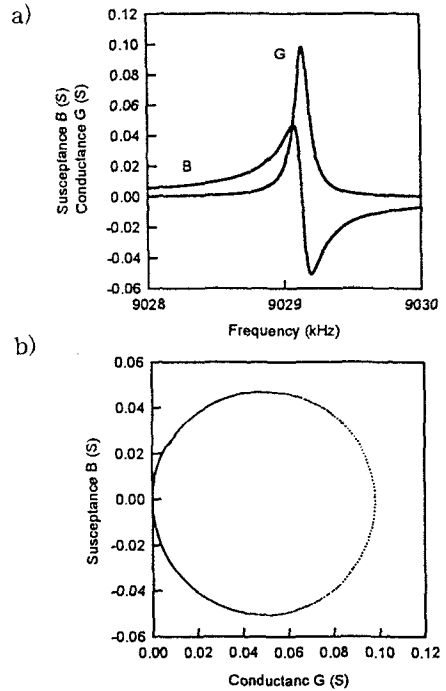 a)
Susceptance B (S)
Conductance G (S)
0.12
0.10
0.08
0.06
0.04
0.02
0.00
-0.02
-0.04
-0.06
G
B
9028
9029
9030
Frequency (kHz)
b)
Susceptance B (S)
0.06
0.04
0.02
0.00
-0.02
-0.04
-0.06
0.00 0.02 0.04 0.06 0.08 0.10 0.12
Conductanc G (S)